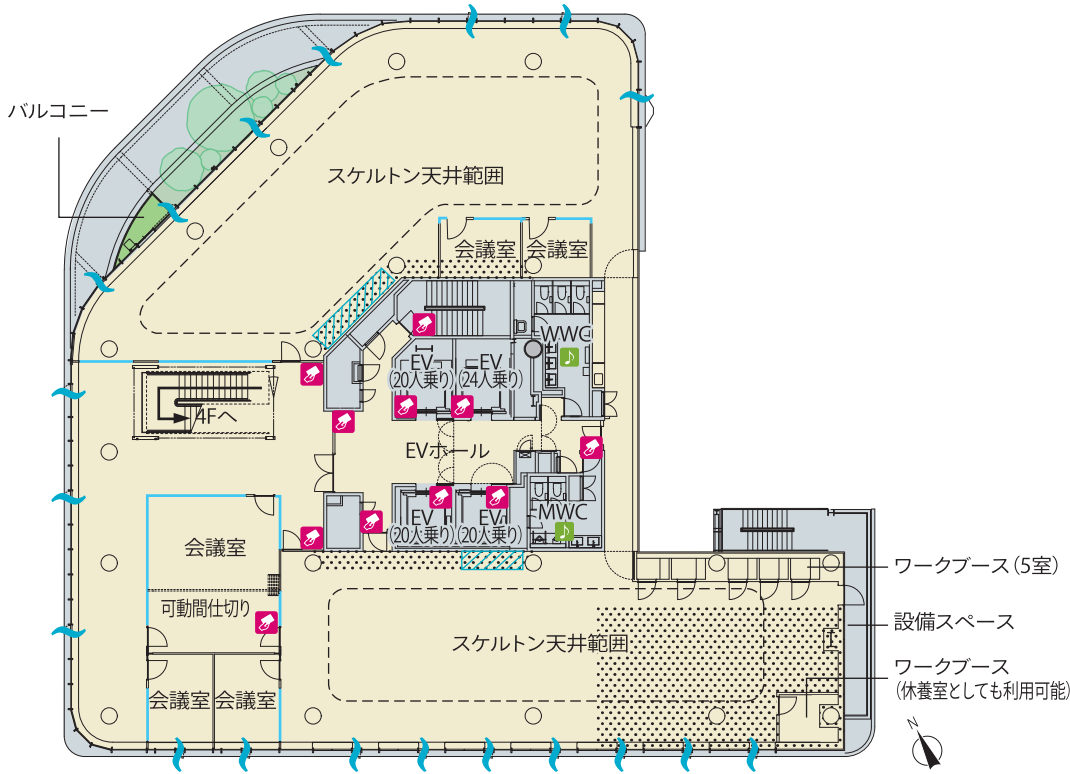 バルコニー
スケルトン天井範囲
会議室
会議室
WWC
EV
(20人乗り)
EV
(24人乗り)
4Fへ
EVホール
EV
(20人乗り)
EV
(20人乗り)
MWC
会議室
可動間仕切り
会議室
会議室
スケルトン天井範囲
ワークブース(5室)
設備スペース
ワークブース
(休養室としても利用可能)
N